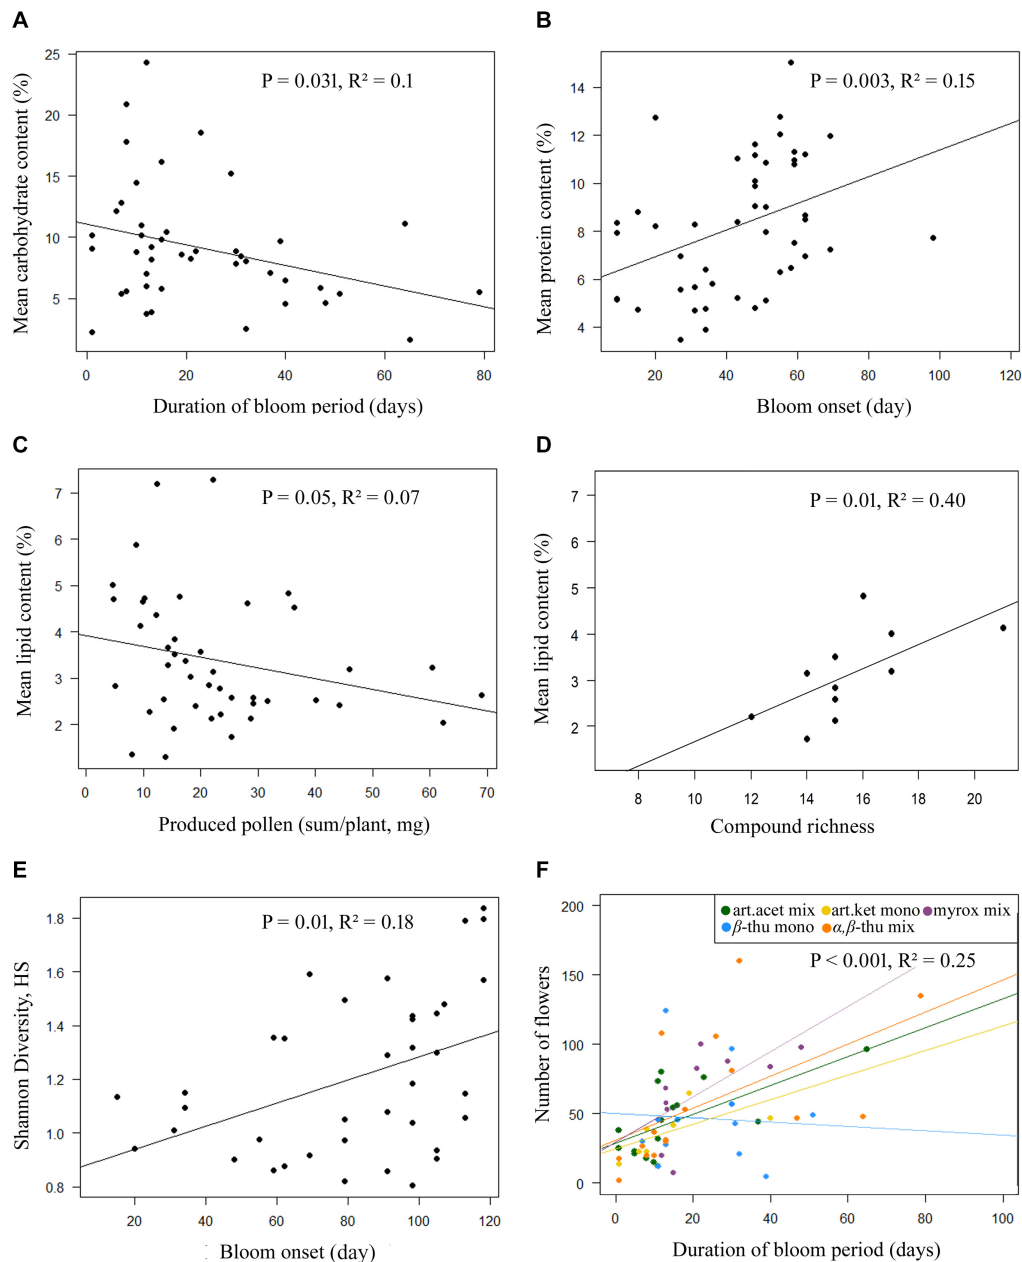 A
P = 0.031, R² = 0.1
Mean carbohydrate content (%)
25
20
15
10
5
0 20 40 60 80
Duration of bloom period (days)
B
P = 0.003, R² = 0.15
Mean protein content (%)
14
12
10
8
6
4
20 40 60 80 100 120
Bloom onset (day)
C
P = 0.05, R² = 0.07
Mean lipid content (%)
7
6
5
4
3
2
0 10 20 30 40 50 60 70
Produced pollen (sum/plant, mg)
D
P = 0.01, R² = 0.40
Mean lipid content (%)
7
6
5
4
3
2
8 10 12 14 16 18 20
Compound richness
E
P = 0.01, R² = 0.18
Shannon Diversity, HS
1.8
1.6
1.4
1.2
1.0
0.8
20 40 60 80 100 120
Bloom onset (day)
F
art.acet mix art.ket mono myrox mix
β-thu mono α,β-thu mix
P < 0.001, R² = 0.25
Number of flowers
200
150
100
50
0
0 20 40 60 80 100
Duration of bloom period (days)